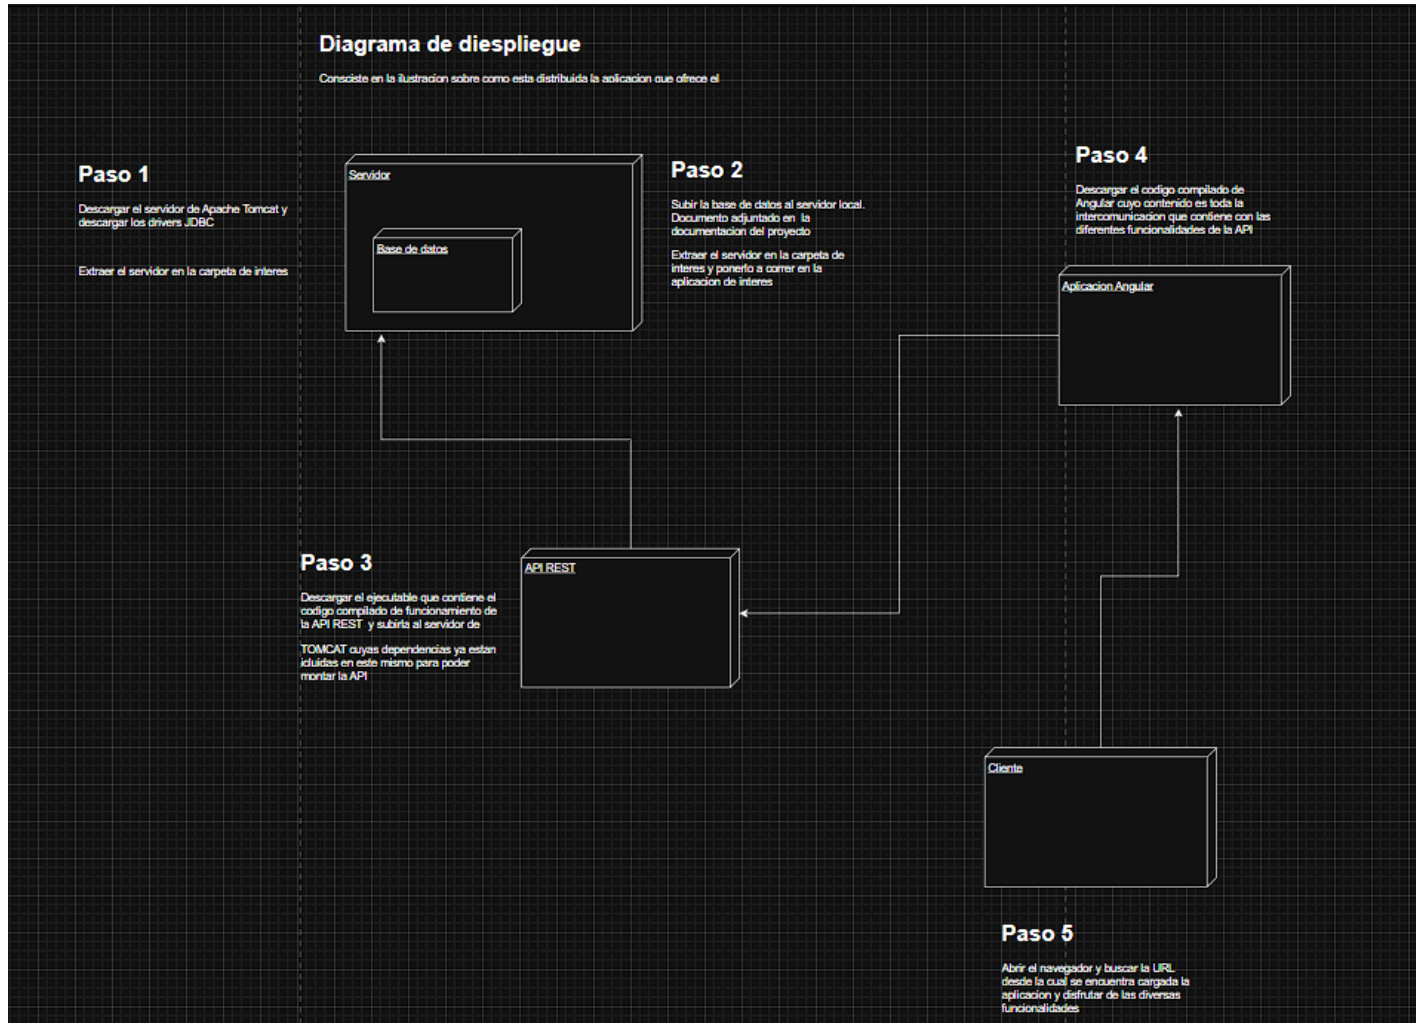 Diagrama de diespliegue
Consciste en la ilustracion sobre como esta distribuida la aplicacion que ofrece el
Paso 1
Descargar el servidor de Apache Tomcat y
descargar los drivers JDBC
Extraer el servidor en la carpeta de interes
Servidor
Base de datos
Paso 2
Subir la base de datos al servidor local.
Documento adjuntado en la
documentacion del proyecto
Extraer el servidor en la carpeta de
interes y ponerlo a correr en la
aplicacion de interes
Paso 4
Descargar el codigo compilado de
Angular cuyo contenido es toda la
intercomunicacion que contiene con las
diferentes funcionalidades de la API
Aplicacion Angular
Paso 3
Descargar el ejecutable que contiene el
codigo compilado de funcionamiento de
la API REST y subirla al servidor de
TOMCAT cuyas dependencias ya estan
icluidas en este mismo para poder
montar la API
API REST
Cliente
Paso 5
Abrir el navegador y buscar la URL
desde la cual se encuentra cargada la
aplicacion y disfrutar de las diversas
funcionalidades